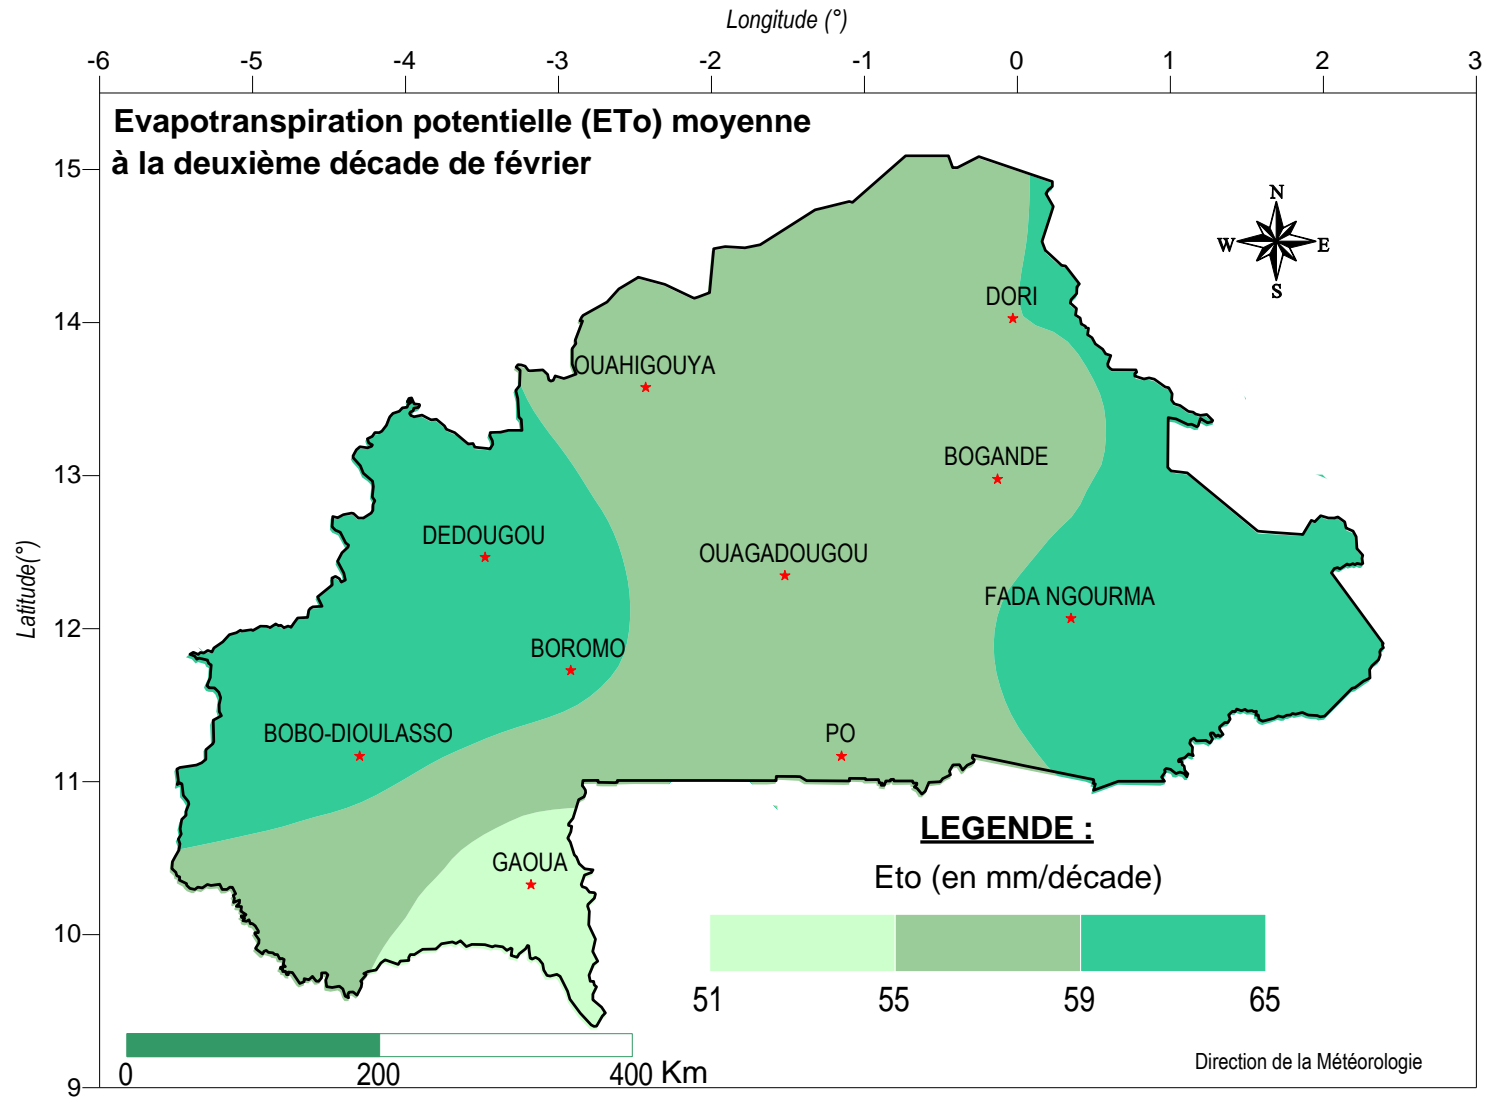 Longitude (°)
-6 -5 -4 -3 -2 -1 0 1 2 3
Evapotranspiration potentielle (ETo) moyenne
à la deuxième décade de février
15
N
W E
S
DORI
14
OUAHIGOUYA
BOGANDE
13
DEDOUGOU
OUAGADOUGOU
Latitude(°)
FADA NGOURMA
12
BOROMO
BOBO-DIOULASSO
PO
11
LEGENDE :
GAOUA
Eto (en mm/décade)
10
51 55 59 65
Direction de la Météorologie
0 200 400 Km
9